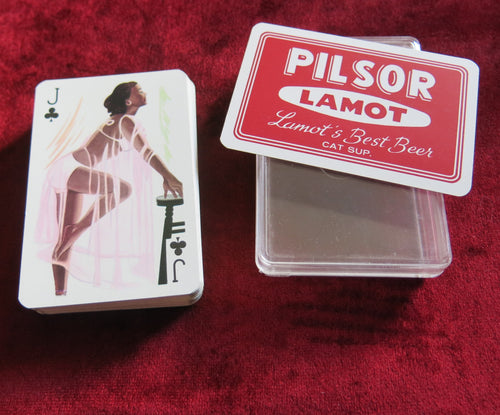 J
J
PILSOR
LAMOT
Lamot's Best Beer
CAT SUP.